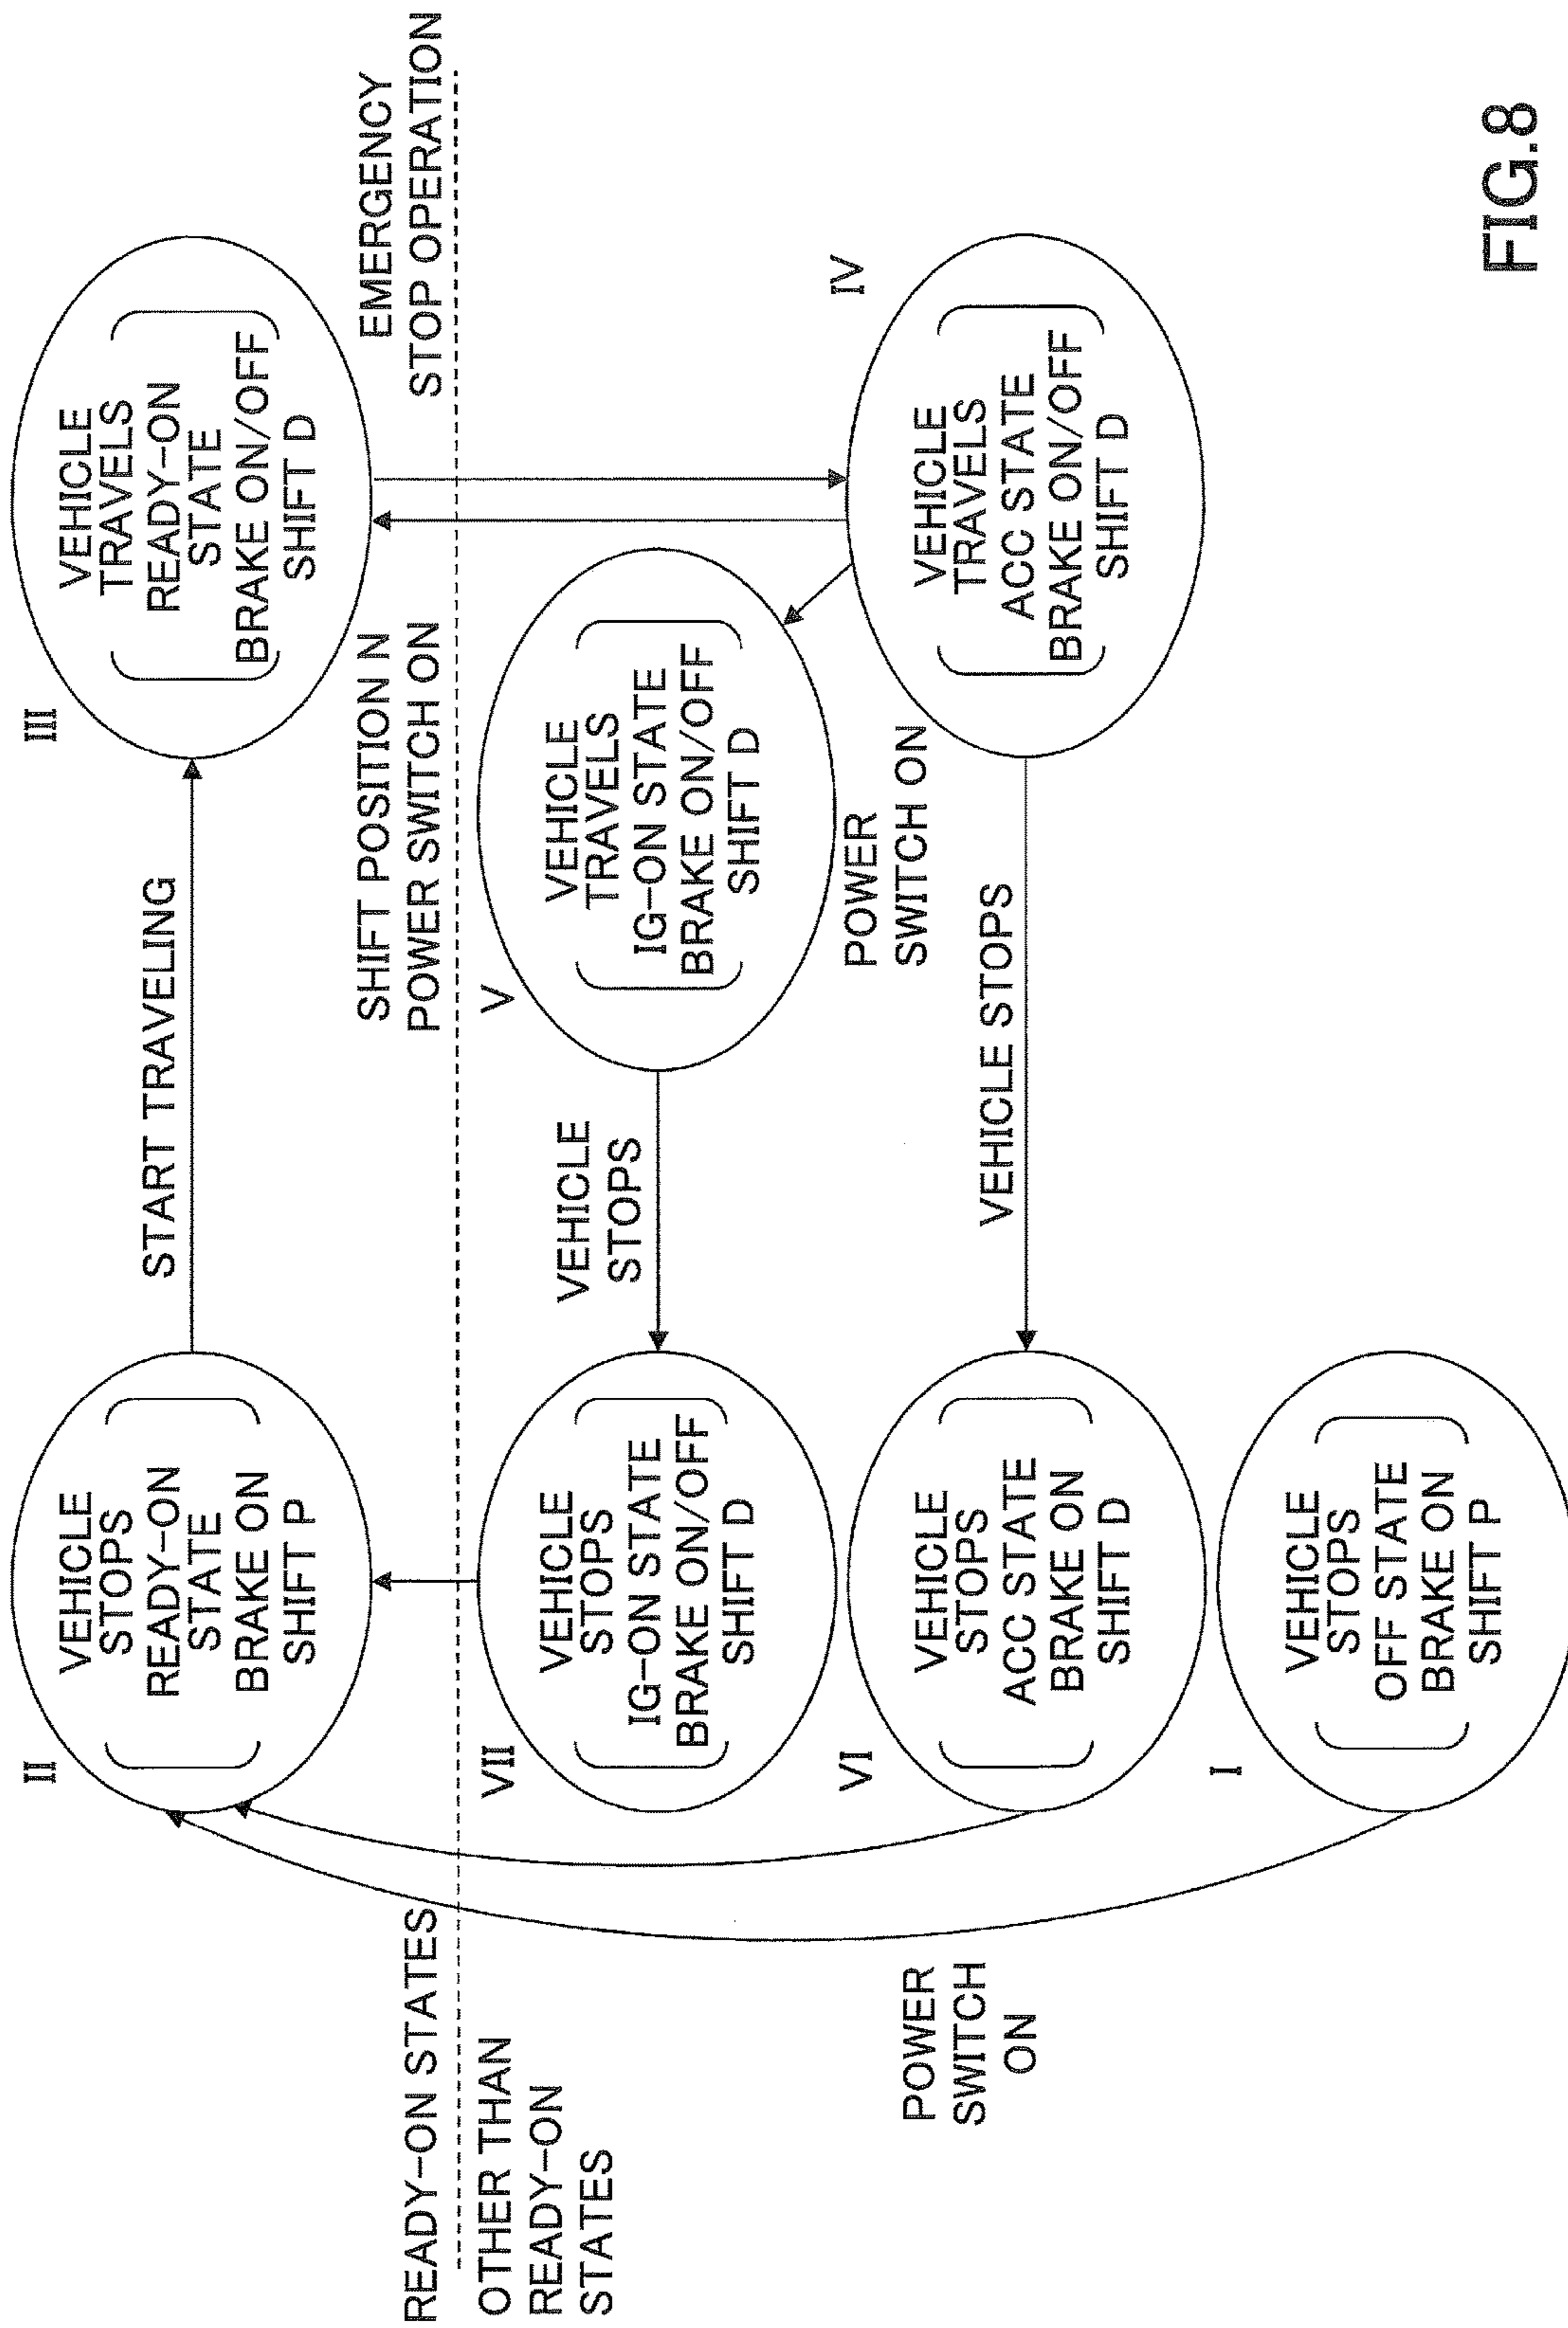 II
VEHICLE
STOPS
READY-ON
STATE
BRAKE ON
SHIFT P
START TRAVELING
III
VEHICLE
TRAVELS
READY-ON
STATE
BRAKE ON/OFF
SHIFT D
READY-ON STATES
OTHER THAN
READY-ON
STATES
SHIFT POSITION N
POWER SWITCH ON
EMERGENCY
STOP OPERATION
VII
VEHICLE
STOPS
IG-ON STATE
BRAKE ON/OFF
SHIFT D
VEHICLE
STOPS
V
VEHICLE
TRAVELS
IG-ON STATE
BRAKE ON/OFF
SHIFT D
POWER
SWITCH
ON
VI
VEHICLE
STOPS
ACC STATE
BRAKE ON
SHIFT D
VEHICLE STOPS
POWER
SWITCH ON
IV
VEHICLE
TRAVELS
ACC STATE
BRAKE ON/OFF
SHIFT D
I
VEHICLE
STOPS
OFF STATE
BRAKE ON
SHIFT P
FIG.8